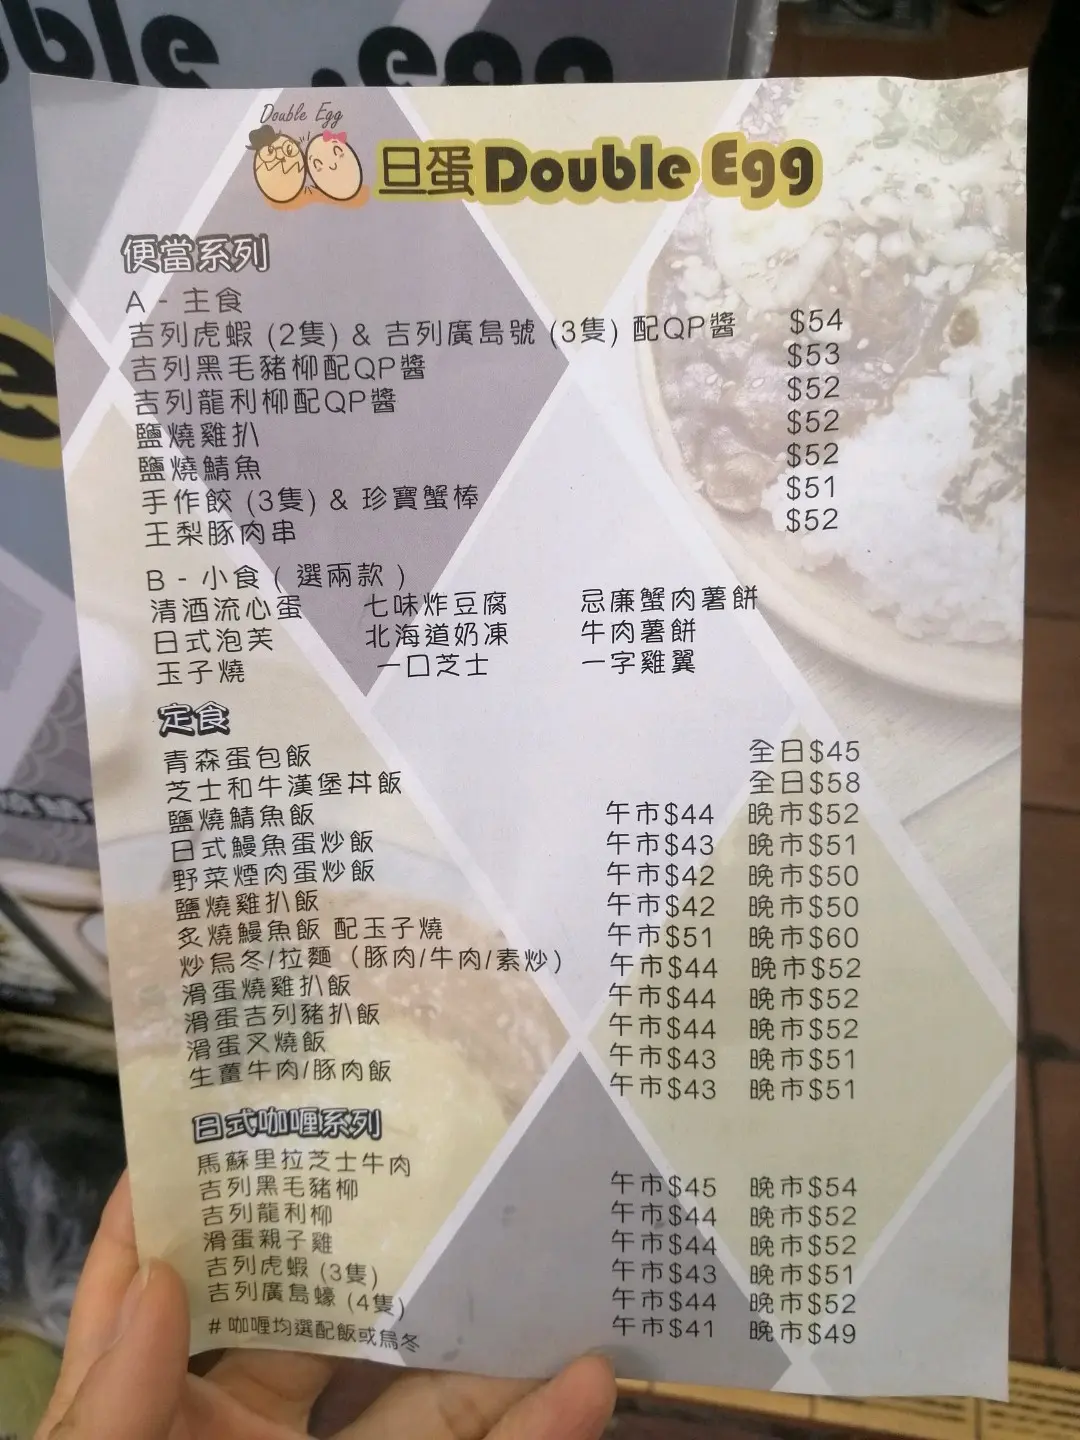 Double Egg
旦蛋Double Egg
便當系列
A - 主食
吉列虎蝦 (2隻) & 吉列廣島號 (3隻) 配QP醬 $54
吉列黑毛豬柳配QP醬 $53
吉列龍利柳配QP醬 $52
鹽燒雞扒 $52
鹽燒鯖魚 $52
手作餃 (3隻) & 珍寶蟹棒 $51
王梨豚肉串 $52
B - 小食 ( 選兩款 )
清酒流心蛋 七味炸豆腐 忌廉蟹肉薯餅
日式泡芙 北海道奶凍 牛肉薯餅
玉子燒 一口芝士 一字雞翼
定食
青森蛋包飯 全日$45
芝士和牛漢堡丼飯 全日$58
鹽燒鯖魚飯 午市$44 晚市$52
日式鰻魚蛋炒飯 午市$43 晚市$51
野菜煙肉蛋炒飯 午市$42 晚市$50
鹽燒雞扒飯 午市$42 晚市$50
炙燒鰻魚飯 配玉子燒 午市$51 晚市$60
炒烏冬/拉麵（豚肉/牛肉/素炒） 午市$44 晚市$52
滑蛋燒雞扒飯 午市$44 晚市$52
滑蛋吉列豬扒飯 午市$44 晚市$52
滑蛋叉燒飯 午市$43 晚市$51
生薑牛肉/豚肉飯 午市$43 晚市$51
日式咖喱系列
馬蘇里拉芝士牛肉 午市$45 晚市$54
吉列黑毛豬柳 午市$44 晚市$52
吉列龍利柳 午市$44 晚市$52
滑蛋親子雞 午市$43 晚市$51
吉列虎蝦 (3隻) 午市$44 晚市$52
吉列廣島蠔 (4隻) 午市$41 晚市$49
# 咖喱均選配飯或烏冬